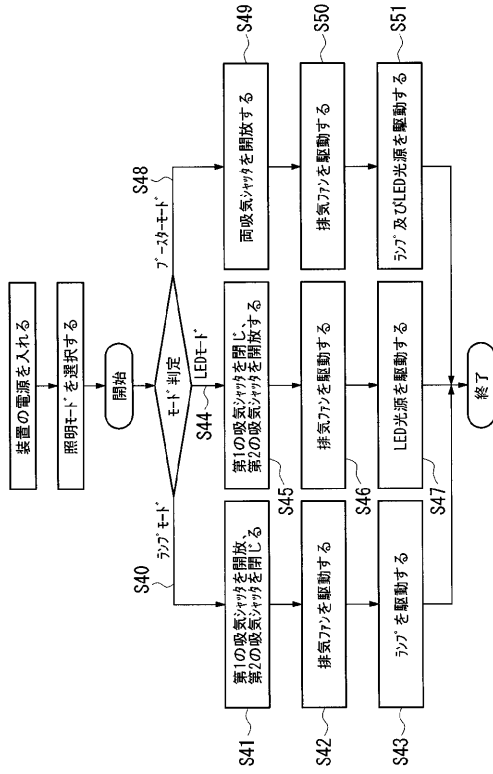 装置の電源を入れる
照明モードを選択する
開始
モード判定
ランプモード
S40
LEDモード
S44
ブースターモード
S48
第1の吸気シャッタを開放、
第2の吸気シャッタを閉じる
S41
排気ファンを駆動する
S42
ランプを駆動する
S43
第1の吸気シャッタを閉じ、
第2の吸気シャッタを開放する
S45
排気ファンを駆動する
S46
LED光源を駆動する
S47
両吸気シャッタを開放する
S49
排気ファンを駆動する
S50
ランプ及びLED光源を駆動する
S51
終了